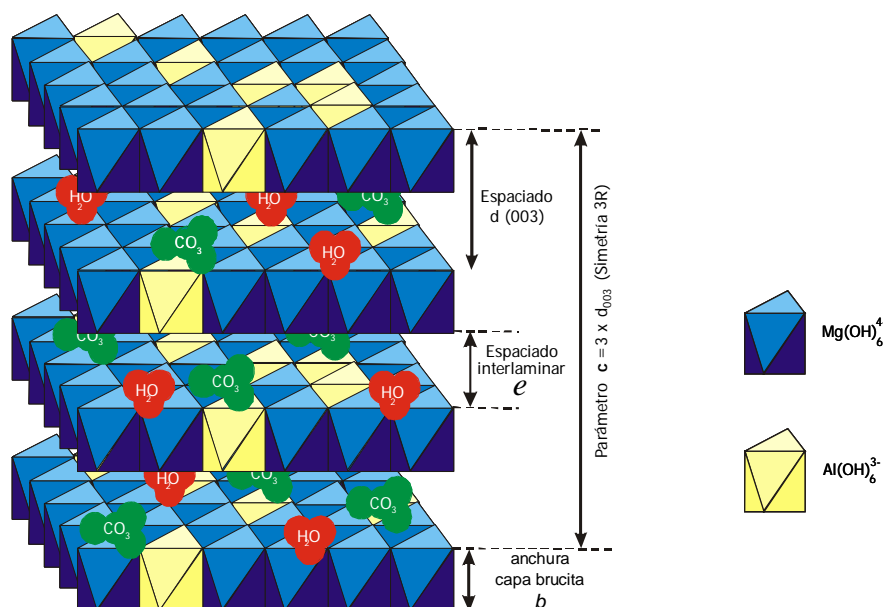 HO
2
HO
2
CO
3
CO
3
HO
2
Espaciado
d (003)
CO
3
CO
3
Espaciado
interlaminar
e
HO
2
CO
3
HO
2
HO
2
CO
3
CO
3
CO
3
HO
2
anchura
capa brucita
b
Parámetro c = 3 x d003 (Simetría 3R)
Mg(OH)6 4
Al(OH)6 3-